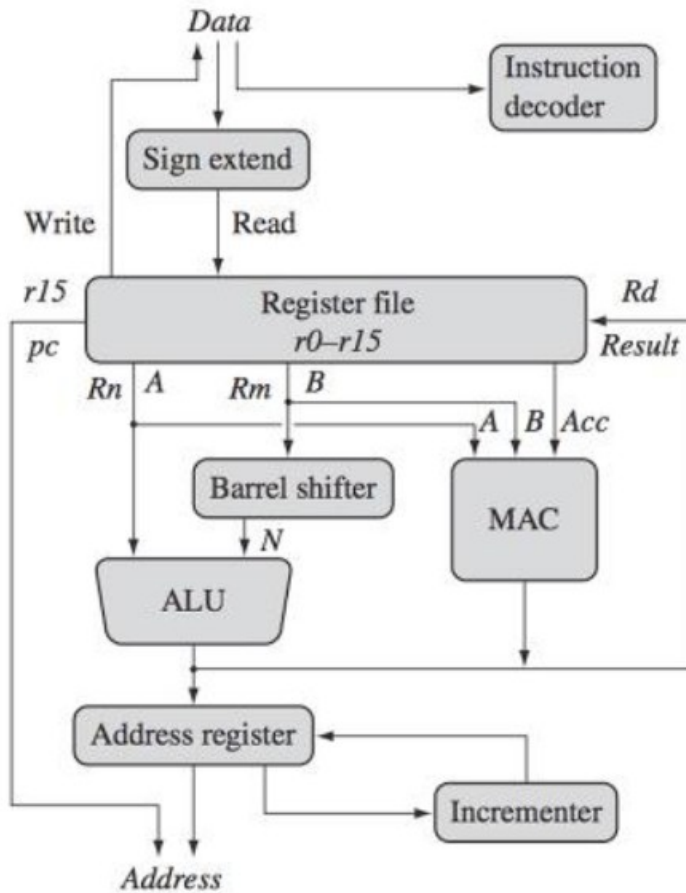 Data
Instruction
decoder
Sign extend
Write
Read
r15
Register file
Rd
pc
r0–r15
Result
Rn
A
Rm
B
A
B
Acc
Barrel shifter
MAC
N
ALU
Address register
Incrementer
Address